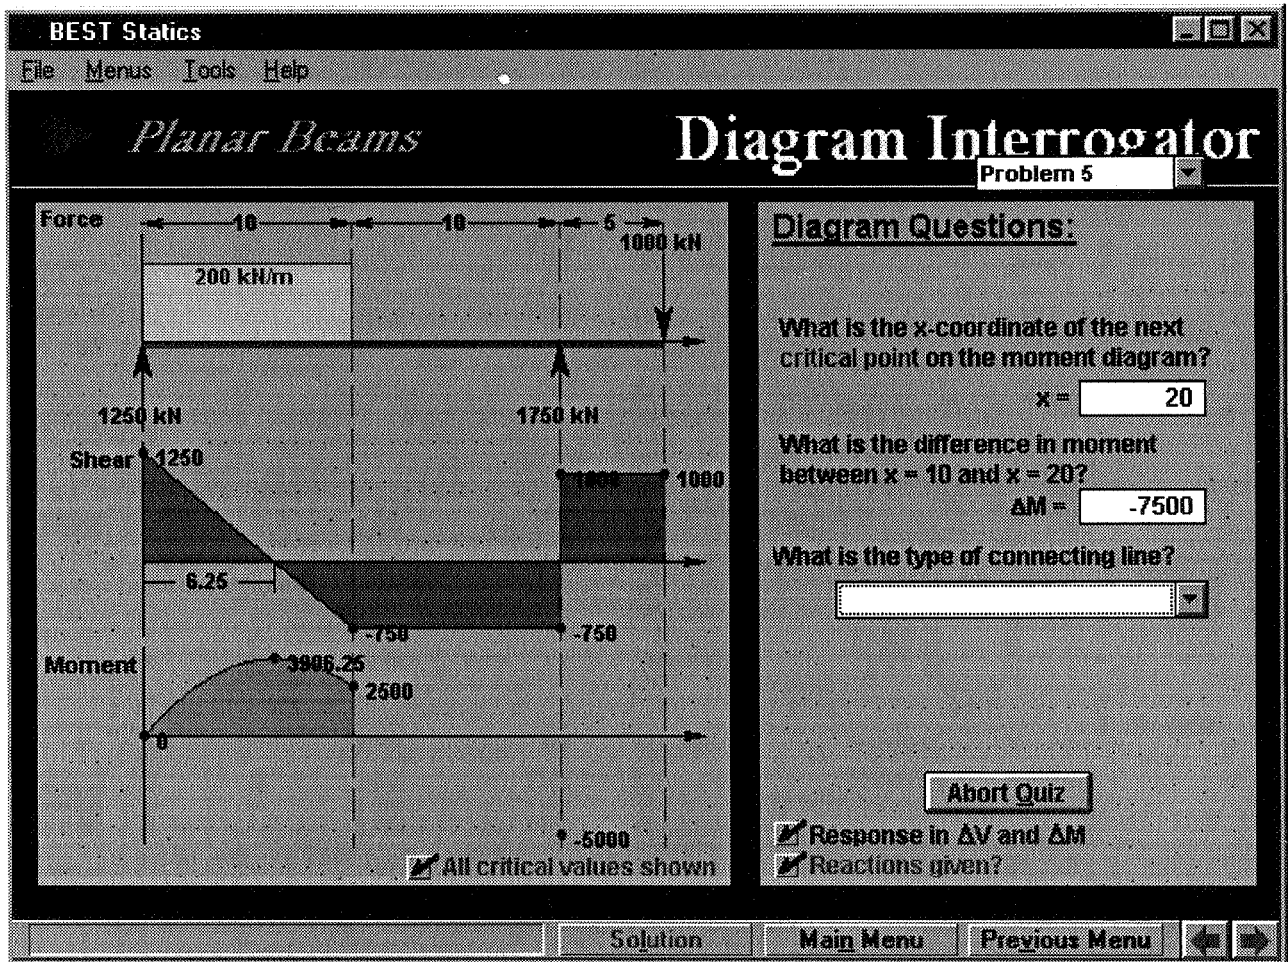 BEST Statics
File Menus Tools Help
Planar Beams
Diagram Interrogator
Problem 5
Force
10
10
5
1000 kN
200 kN/m
1250 kN
1750 kN
Shear
1250
1000
1000
6.25
-750
-750
Moment
3906.25
2500
0
-5000
All critical values shown
Diagram Questions:
What is the x-coordinate of the next
critical point on the moment diagram?
x = 20
What is the difference in moment
between x = 10 and x = 20?
ΔM = -7500
What is the type of connecting line?
Abort Quiz
Response in ΔV and ΔM
Reactions given?
Solution
Main Menu
Previous Menu